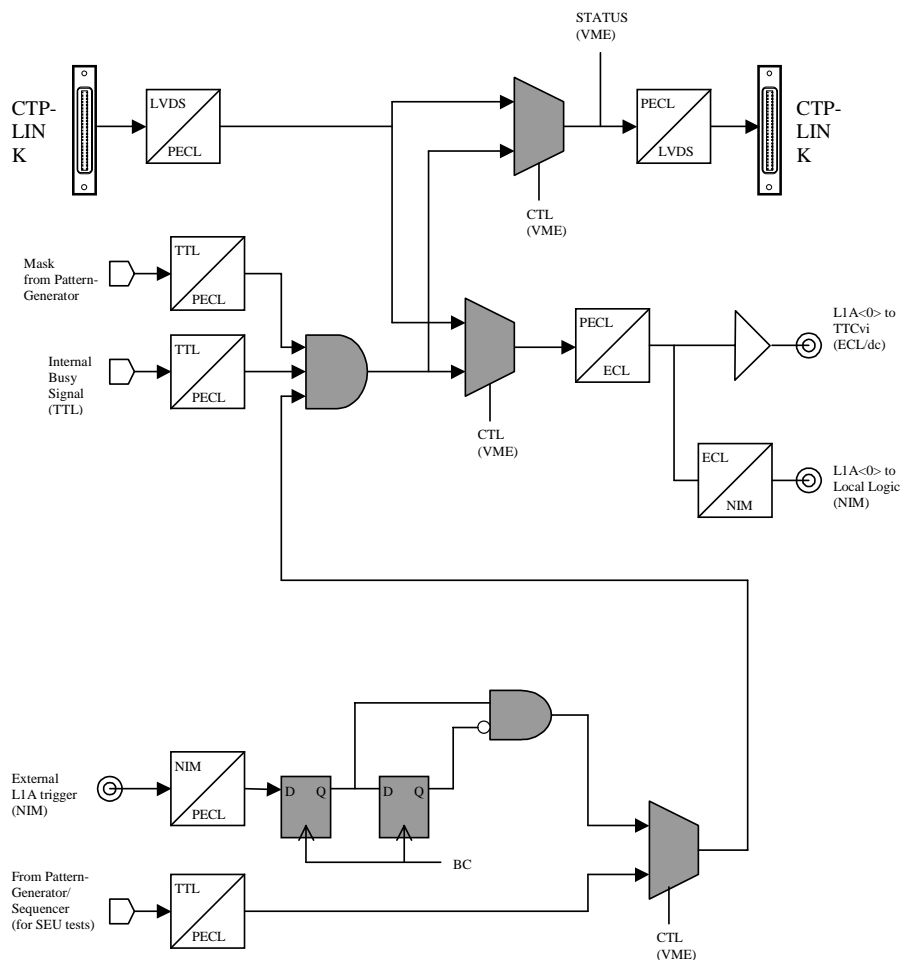 STATUS
(VME)
CTP-
LIN
K
LVDS
PECL
PECL
LVDS
CTP-
LIN
K
CTL
(VME)
Mask
from Pattern-
Generator
TTL
PECL
Internal
Busy
Signal
(TTL)
TTL
PECL
CTL
(VME)
PECL
ECL
L1A<0> to
TTCvi
(ECL/dc)
ECL
NIM
L1A<0> to
Local Logic
(NIM)
External
L1A trigger
(NIM)
NIM
PECL
D Q
D Q
BC
From Pattern-
Generator/
Sequencer
(for SEU tests)
TTL
PECL
CTL
(VME)